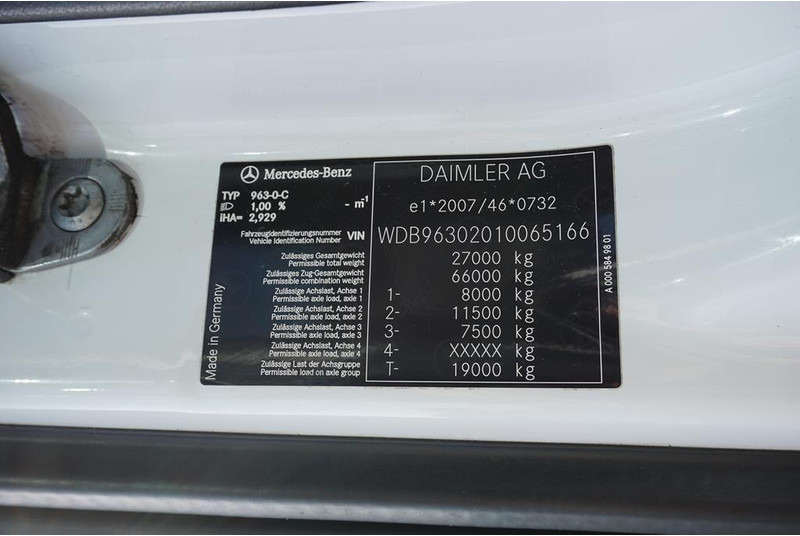 Mercedes-Benz
TYP 963-0-C
1,00 % - m⁻¹
iHA= 2,929
Fahrzeugidentifizierungsnummer
Vehicle Identification Number VIN
Zulässiges Gesamtgewicht
Permissible total weight
Zulässiges Zug-Gesamtgewicht
Permissible combination weight
Zulässige Achslast, Achse 1
Permissible axle load, axle 1
Zulässige Achslast, Achse 2
Permissible axle load, axle 2
Zulässige Achslast, Achse 3
Permissible axle load, axle 3
Zulässige Achslast, Achse 4
Permissible axle load, axle 4
Zulässige Last der Achsgruppe
Permissible load on axle group
DAIMLER AG
e1*2007/46*0732
WDB96302010065166
27000 kg
66000 kg
1- 8000 kg
2- 11500 kg
3- 7500 kg
4- XXXXX kg
T- 19000 kg
Made in Germany
A 000 584 98 01